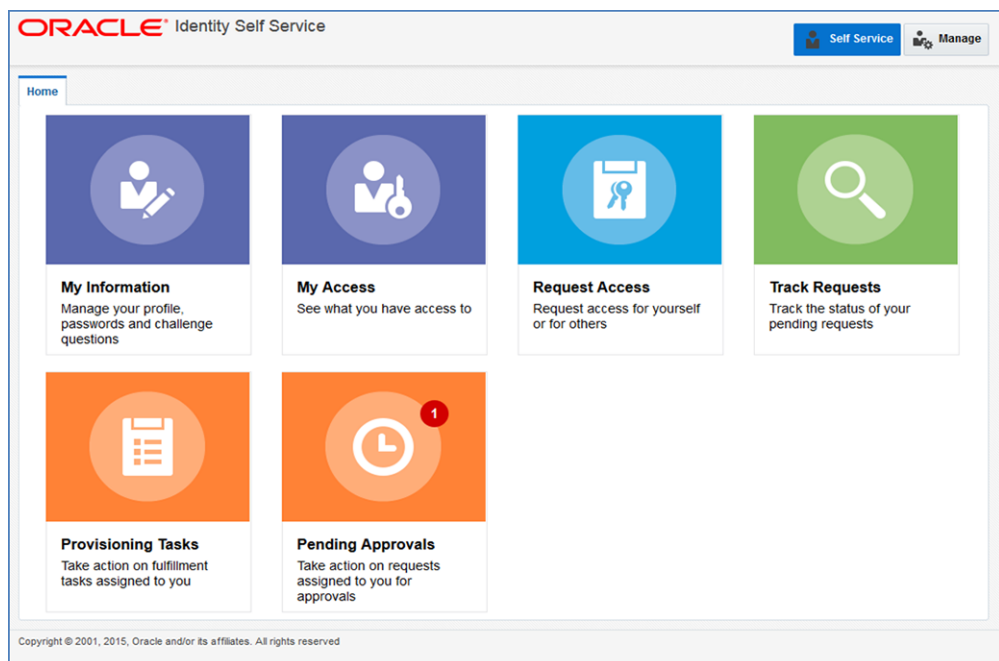 ORACLE® Identity Self Service
Self Service
Manage
Home
My Information
Manage your profile,
passwords and challenge
questions
My Access
See what you have access to
Request Access
Request access for yourself
or for others
Track Requests
Track the status of your
pending requests
Provisioning Tasks
Take action on fulfillment
tasks assigned to you
1
Pending Approvals
Take action on requests
assigned to you for
approvals
Copyright © 2001, 2015, Oracle and/or its affiliates. All rights reserved